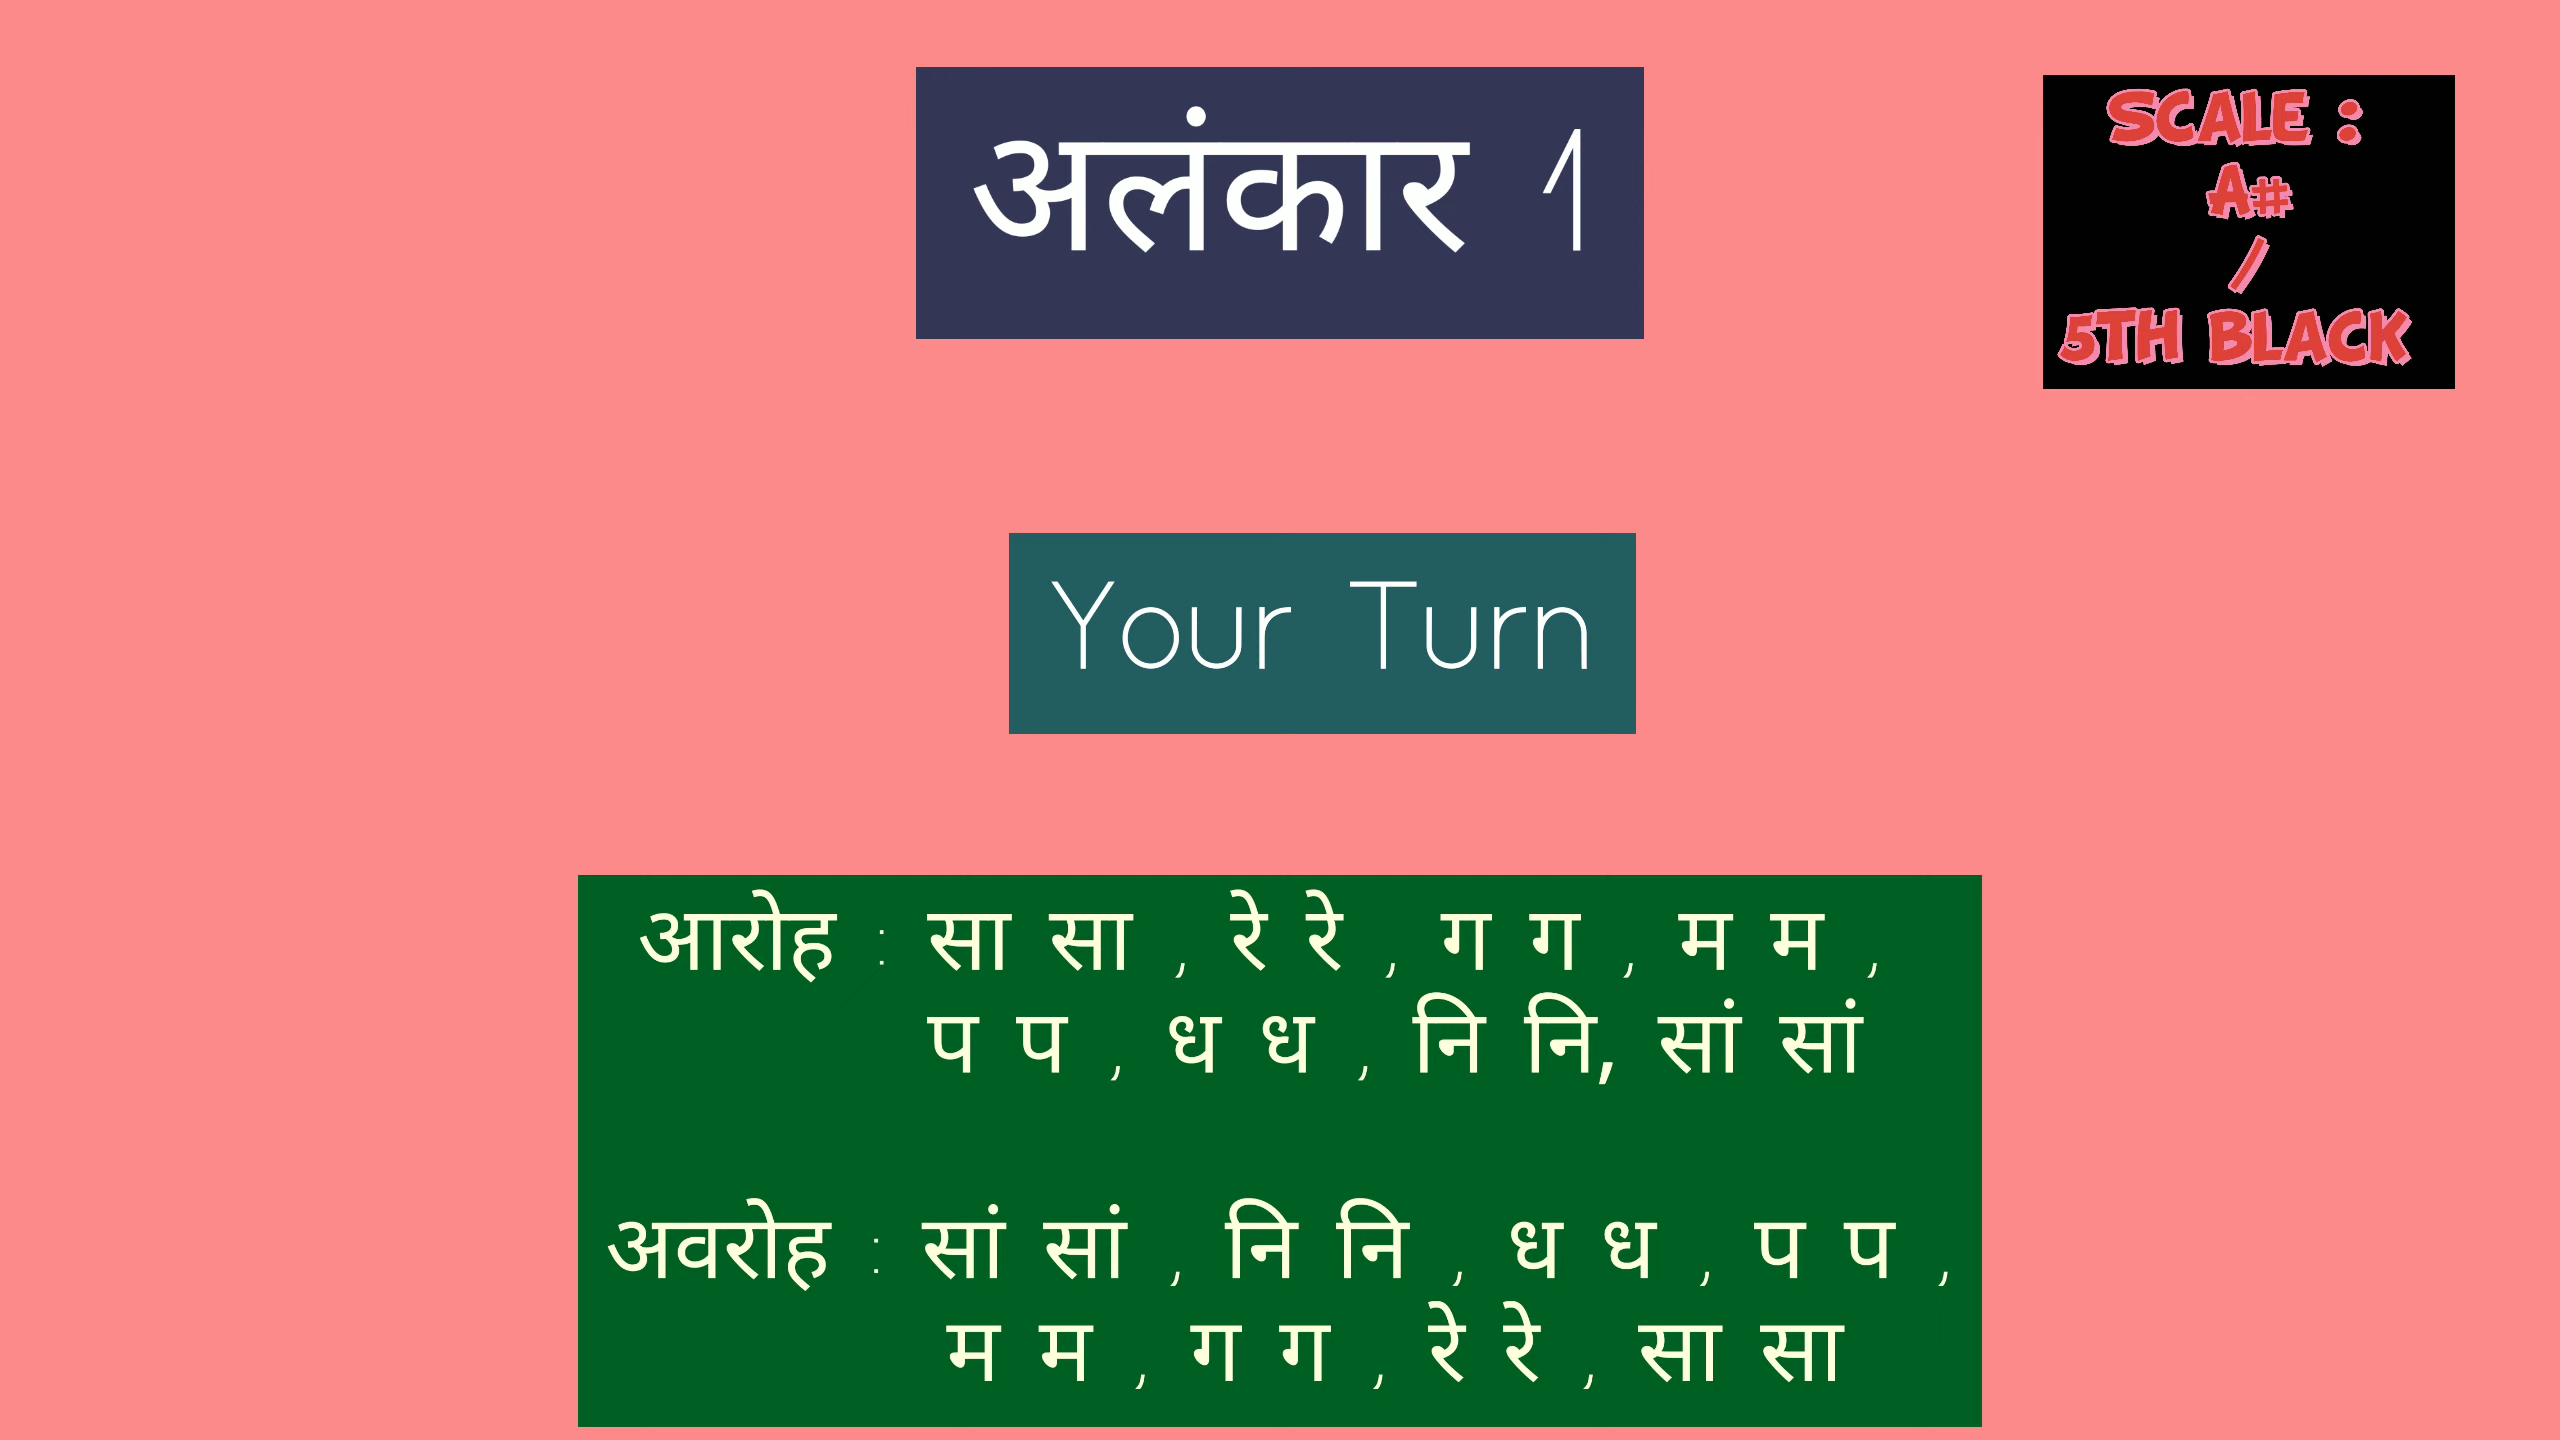 अलंकार 1
SCALE :
A#
/
5TH BLACK
Your Turn
आरोह : सा सा , रे रे , ग ग , म म ,
प प , ध ध , नि नि, सां सां
अवरोह : सां सां , नि नि , ध ध , प प ,
म म , ग ग , रे रे , सा सा